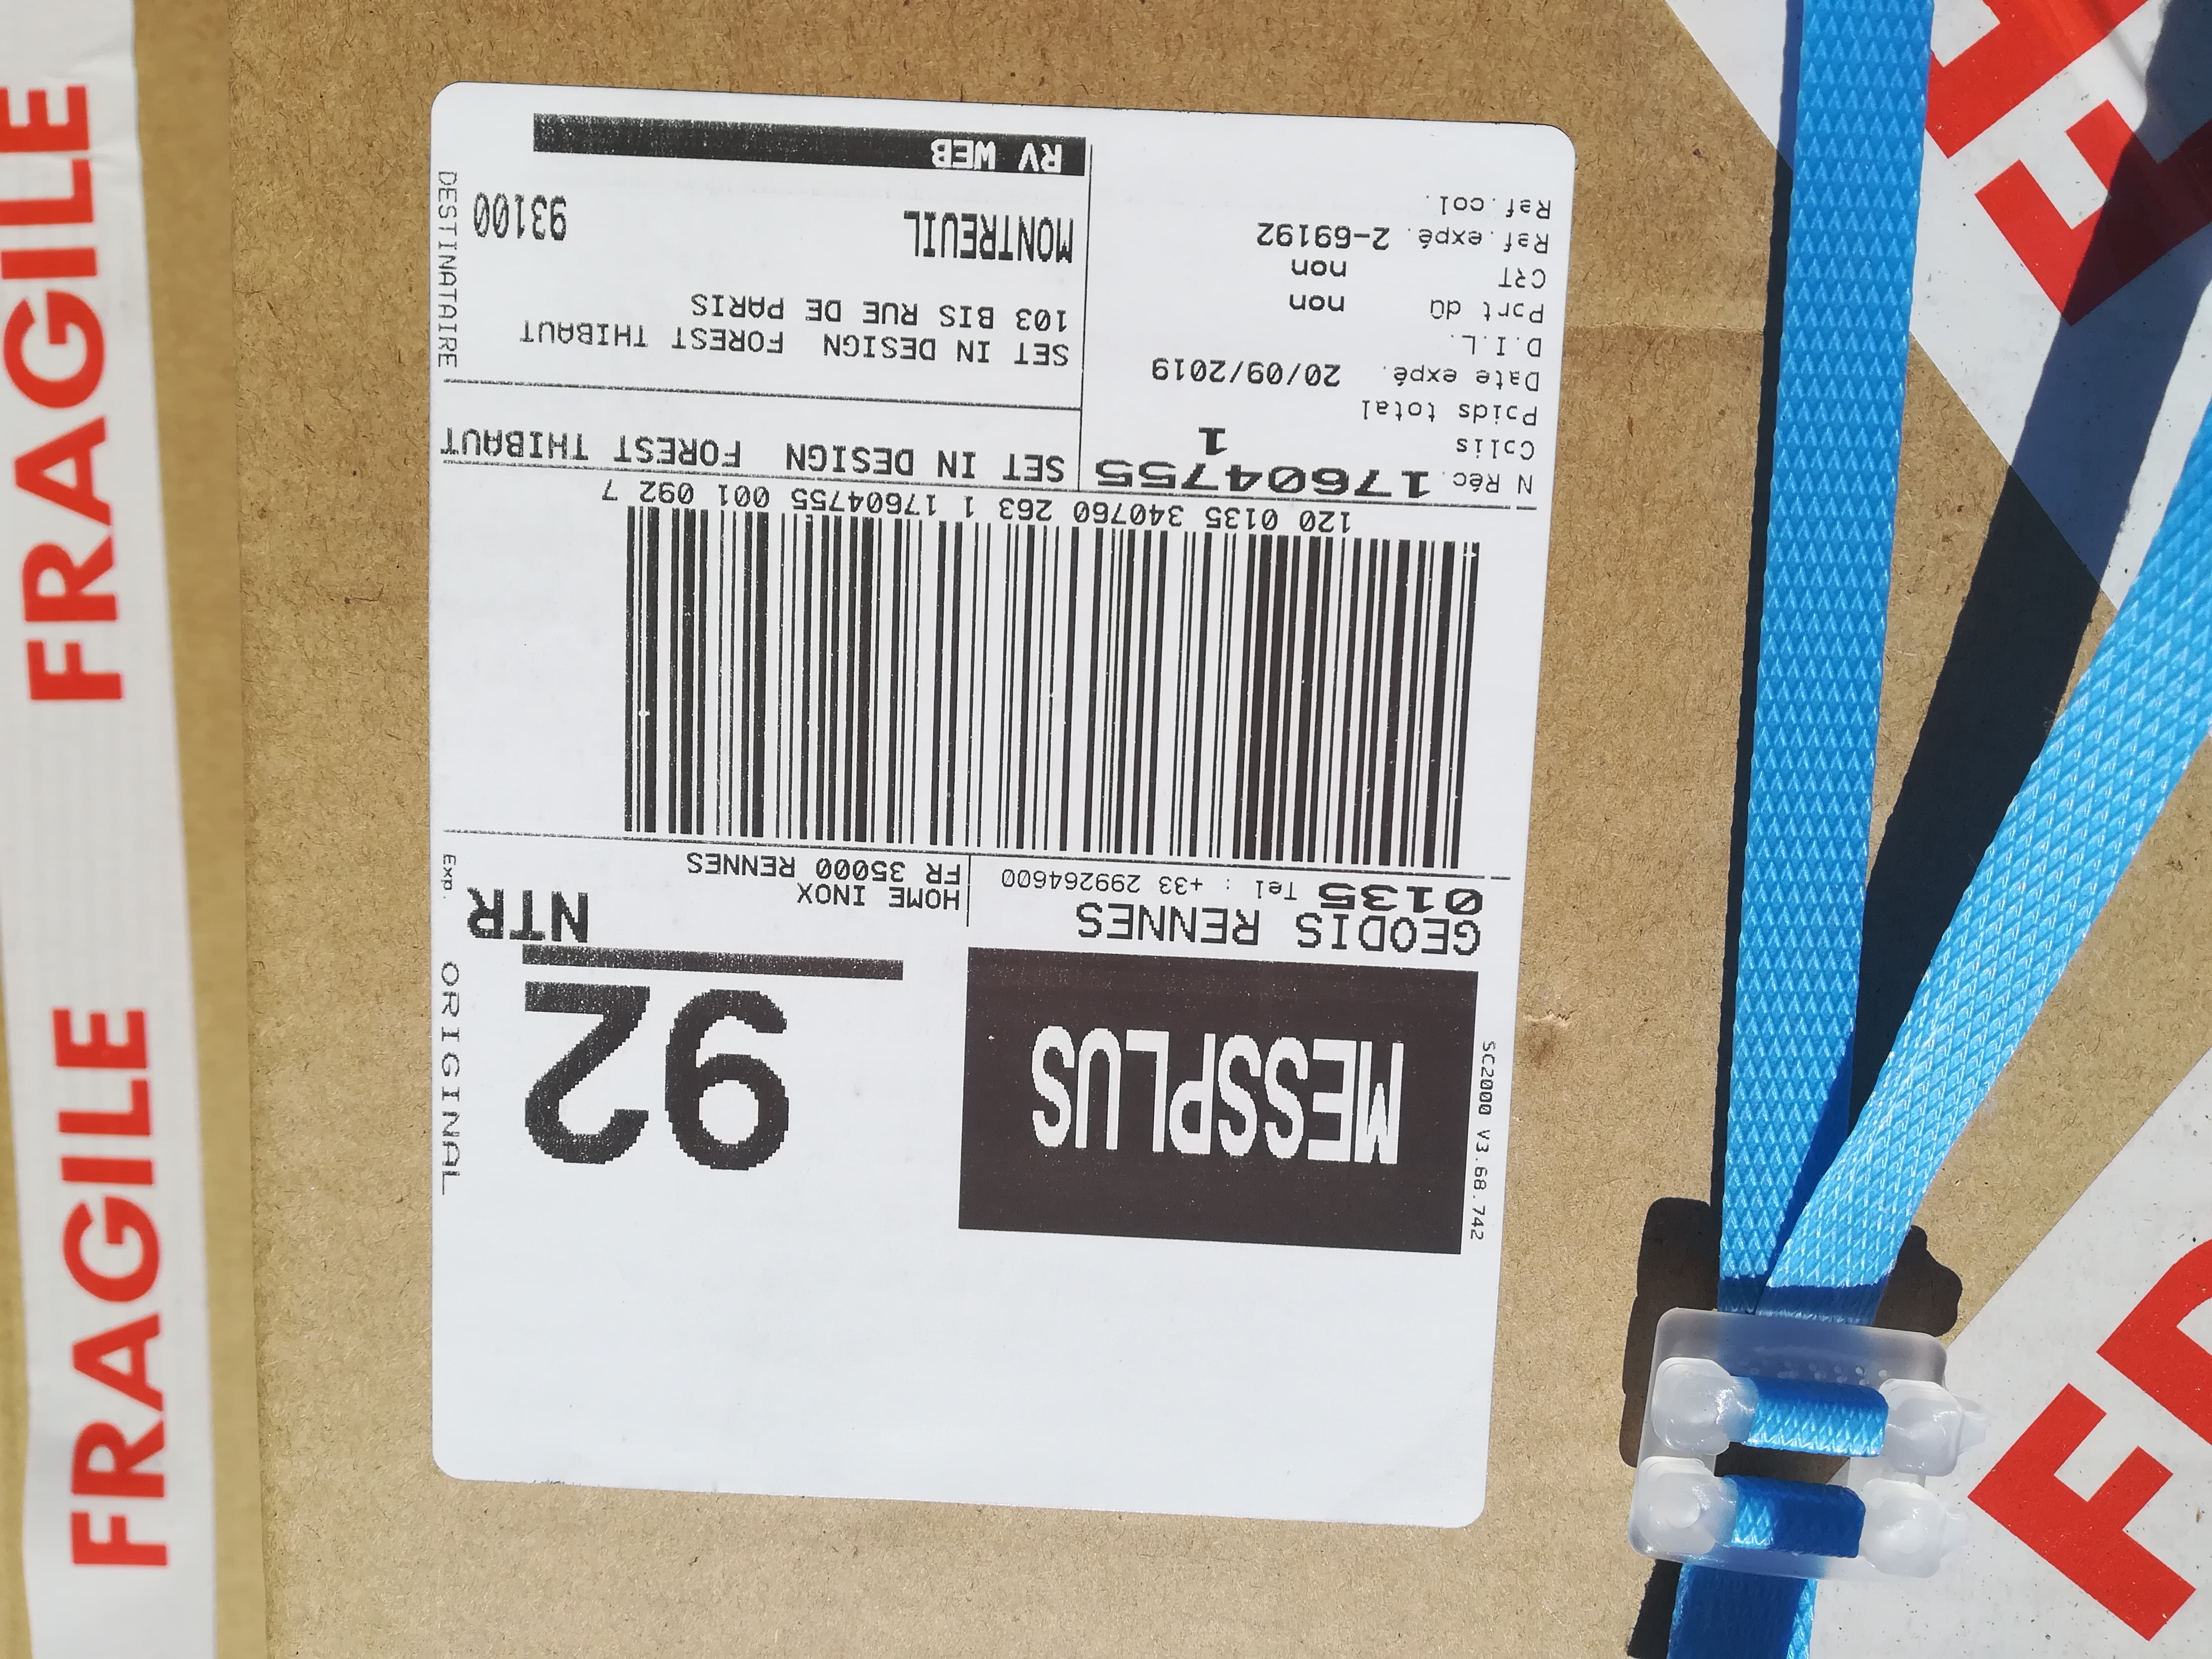 MESSPLUS
92
GEODIS RENNES
0135 Tel : +33 299264600
NTR
HOME INOX
FR 35000 RENNES
Exp.
ORIGINAL
SC2000 V3.68.742
120 0135 340760 263 1 17604755 001 092 7
N Réc. 17604755
Colis 1
Poids total
Date expé. 20/09/2019
D.I.L.
Port dû non
CRT non
Ref.expé. 2-69192
Ref.col.
SET IN DESIGN FOREST THIBAUT
SET IN DESIGN FOREST THIBAUT
103 BIS RUE DE PARIS
MONTREUIL 93100
RV WEB
DESTINATAIRE
FRAGILE
FRAGILE